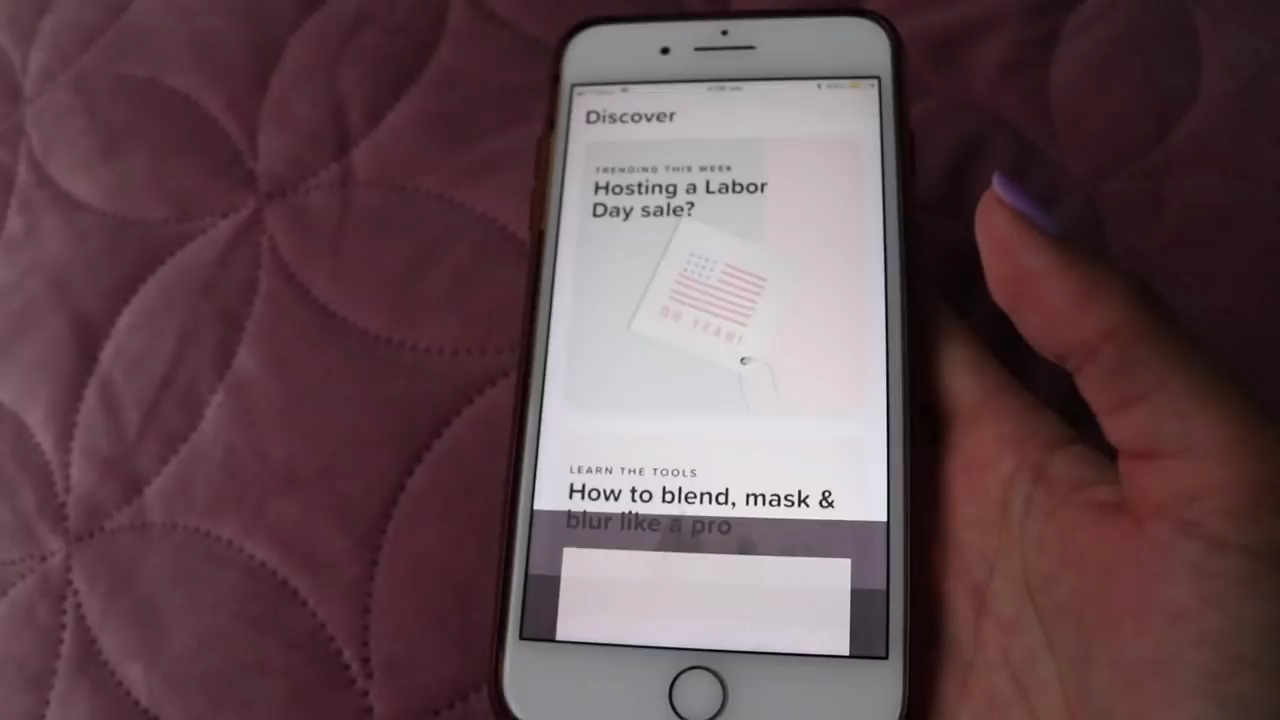 Discover
TRENDING THIS WEEK
Hosting a Labor
Day sale?
OH YEAH!
LEARN THE TOOLS
How to blend, mask &
blur like a pro